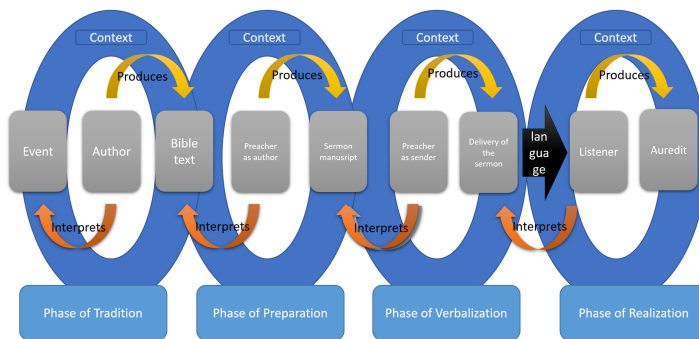 Context
Context
Context
Context
Produces
Produces
Produces
Produces
Event
Author
Bible
text
Preacher
as author
Sermon
manusript
Preacher
as sender
Delivery of
the
sermon
lan
gua
ge
Listener
Auredit
Interprets
Interprets
Interprets
Interprets
Phase of Tradition
Phase of Preparation
Phase of Verbalization
Phase of Realization